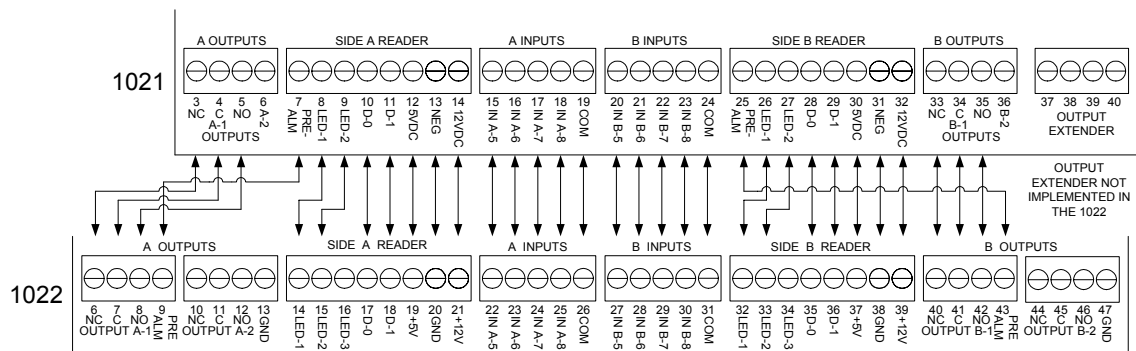 A OUTPUTS
SIDE A READER
A INPUTS
B INPUTS
SIDE B READER
B OUTPUTS
1021
3 NC
4 C
5 NO
6 A-2
A-1
OUTPUTS
7 PRE-ALM
8 LED-1
9 LED-2
10 D-0
11 D-1
12 5VDC
13 NEG
14 12VDC
15 IN A-5
16 IN A-6
17 IN A-7
18 IN A-8
19 COM
20 IN B-5
21 IN B-6
22 IN B-7
23 IN B-8
24 COM
25 PRE-ALM
26 LED-1
27 LED-2
28 D-0
29 D-1
30 5VDC
31 NEG
32 12VDC
33 NC
34 C
35 NO
36 B-2
B-1
OUTPUTS
37 38 39 40
OUTPUT
EXTENDER
OUTPUT
EXTENDER NOT
IMPLEMENTED IN
THE 1022
A OUTPUTS
SIDE A READER
A INPUTS
B INPUTS
SIDE B READER
B OUTPUTS
1022
6 NC
7 C
8 NO
9 PRE ALM
OUTPUT A-1
10 NC
11 C
12 NO
13 GND
OUTPUT A-2
14 LED-1
15 LED-2
16 LED-3
17 D-0
18 D-1
19 +5V
20 GND
21 +12V
22 IN A-5
23 IN A-6
24 IN A-7
25 IN A-8
26 COM
27 IN B-5
28 IN B-6
29 IN B-7
30 IN B-8
31 COM
32 LED-1
33 LED-2
34 LED-3
35 D-0
36 D-1
37 +5V
38 GND
39 +12V
40 NC
41 C
42 NO
43 PRE ALM
OUTPUT B-1
44 NC
45 C
46 NO
47 GND
OUTPUT B-2